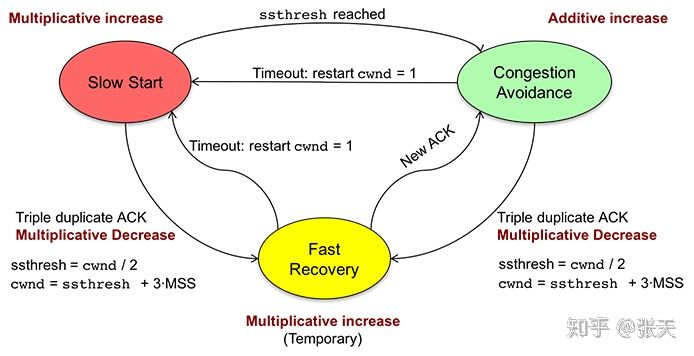 Multiplicative increase
ssthresh reached
Additive increase
Slow Start
Timeout: restart cwnd = 1
Congestion
Avoidance
Timeout: restart cwnd = 1
New ACK
Triple duplicate ACK
Multiplicative Decrease
ssthresh = cwnd / 2
cwnd = ssthresh + 3·MSS
Fast
Recovery
Triple duplicate ACK
Multiplicative Decrease
ssthresh = cwnd / 2
cwnd = ssthresh + 3·MSS
Multiplicative increase
(Temporary)
知乎 @张天